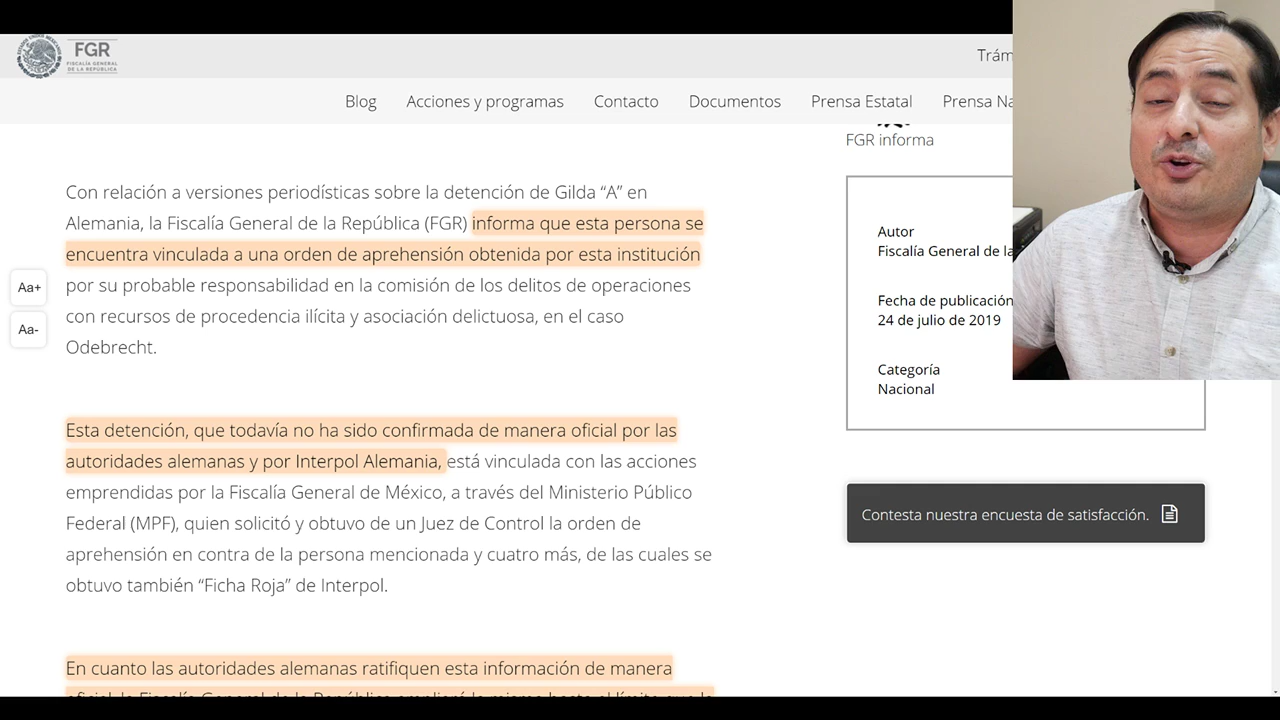 FGR
FISCALÍA GENERAL
DE LA REPÚBLICA
Trám
Blog Acciones y programas Contacto Documentos Prensa Estatal Prensa Na
FGR informa
Con relación a versiones periodísticas sobre la detención de Gilda “A” en
Alemania, la Fiscalía General de la República (FGR) informa que esta persona se
encuentra vinculada a una orden de aprehensión obtenida por esta institución
por su probable responsabilidad en la comisión de los delitos de operaciones
con recursos de procedencia ilícita y asociación delictuosa, en el caso
Odebrecht.
Aa+
Aa-
Esta detención, que todavía no ha sido confirmada de manera oficial por las
autoridades alemanas y por Interpol Alemania, está vinculada con las acciones
emprendidas por la Fiscalía General de México, a través del Ministerio Público
Federal (MPF), quien solicitó y obtuvo de un Juez de Control la orden de
aprehensión en contra de la persona mencionada y cuatro más, de las cuales se
obtuvo también “Ficha Roja” de Interpol.
En cuanto las autoridades alemanas ratifiquen esta información de manera
Autor
Fiscalía General de la
Fecha de publicación
24 de julio de 2019
Categoría
Nacional
Contesta nuestra encuesta de satisfacción.